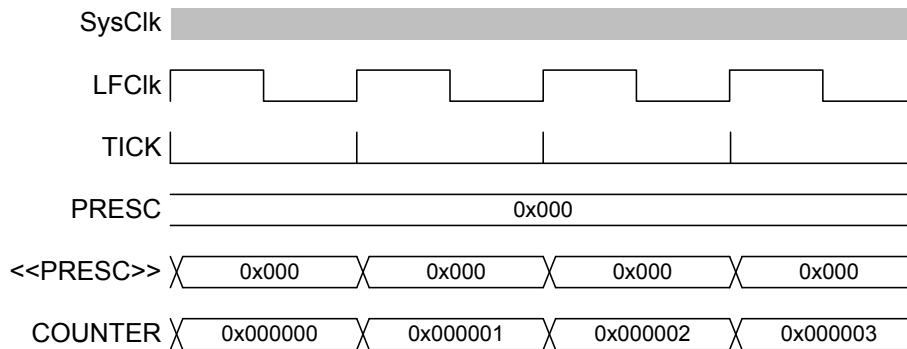 SysClk
LFClk
TICK
PRESC 0x000
<<PRESC>> 0x000 0x000 0x000 0x000
COUNTER 0x000000 0x000001 0x000002 0x000003